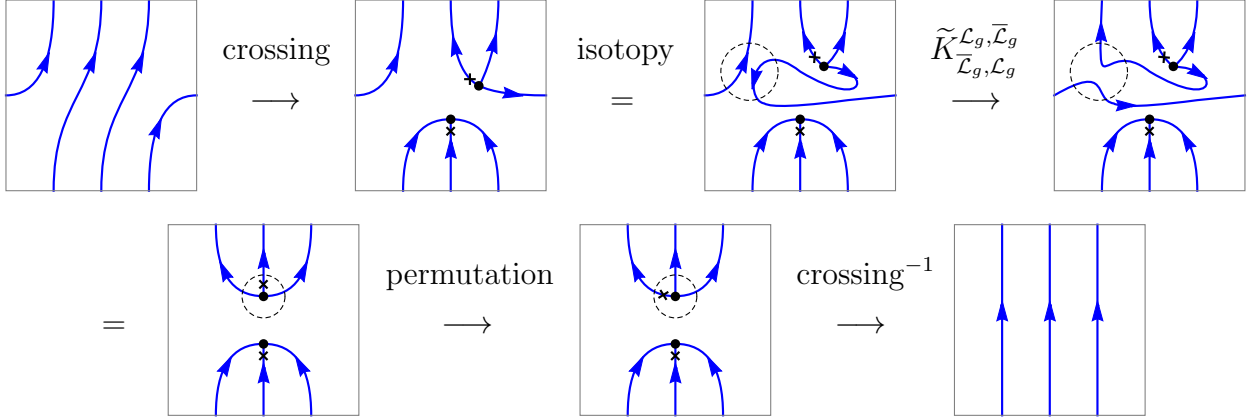 crossing isotopy $\widetilde{K}^{\mathcal{L}_g,\overline{\mathcal{L}}_g}_{\overline{\mathcal{L}}_g,\mathcal{L}_g}$
⟶ = ⟶
permutation crossing⁻¹
= ⟶ ⟶